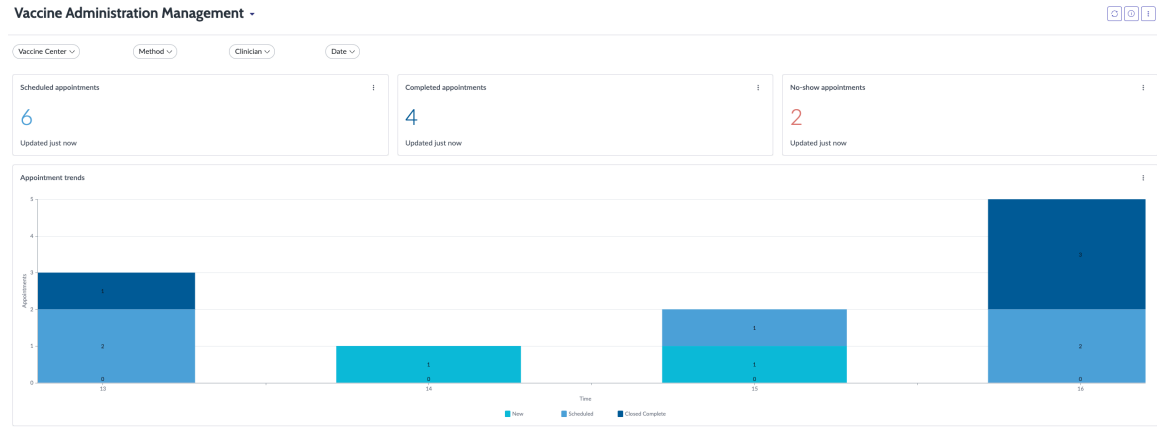 Vaccine Administration Management
Vaccine Center Method Clinician Date
Scheduled appointments
6
Updated just now
Completed appointments
4
Updated just now
No-show appointments
2
Updated just now
Appointment trends
Appointments
5
4
3
2
1
0
1
2
0
1
0
1
1
0
3
2
0
13 14 15 16
Time
New Scheduled Closed Complete